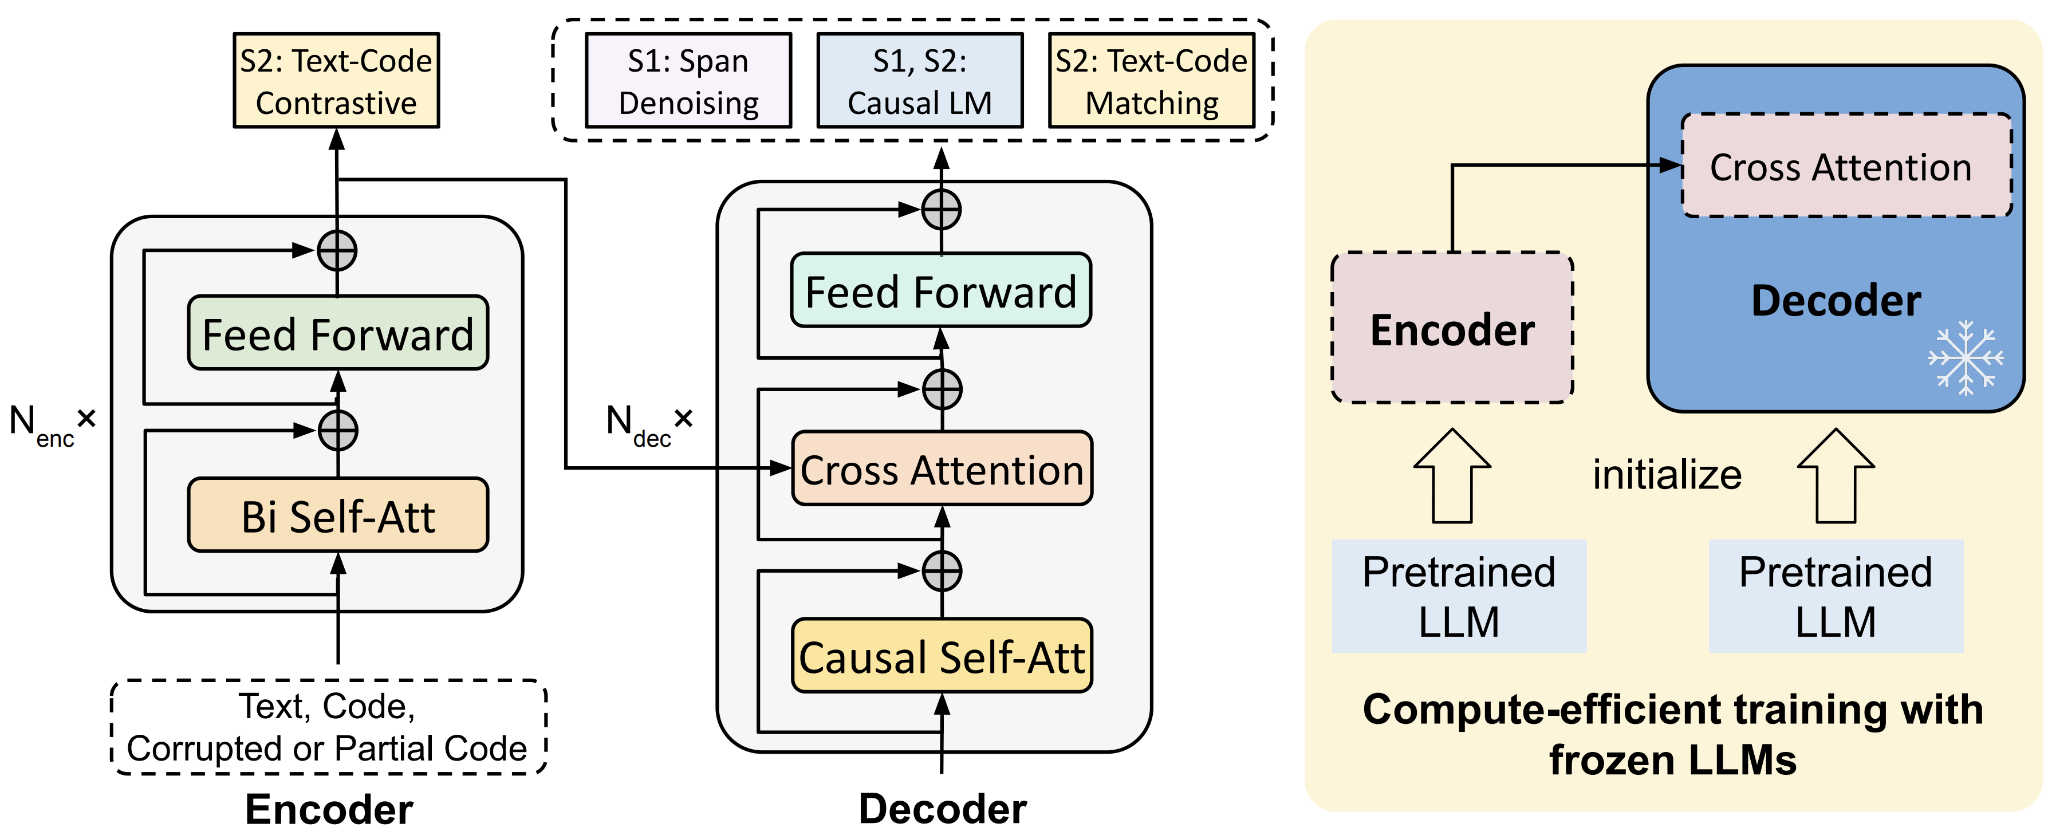 S2: Text-Code
Contrastive
Feed Forward
N_enc ×
Bi Self-Att
Text, Code,
Corrupted or Partial Code
Encoder
S1: Span
Denoising
S1, S2:
Causal LM
S2: Text-Code
Matching
Feed Forward
N_dec ×
Cross Attention
Causal Self-Att
Decoder
Cross Attention
Decoder
Encoder
initialize
Pretrained
LLM
Pretrained
LLM
Compute-efficient training with
frozen LLMs